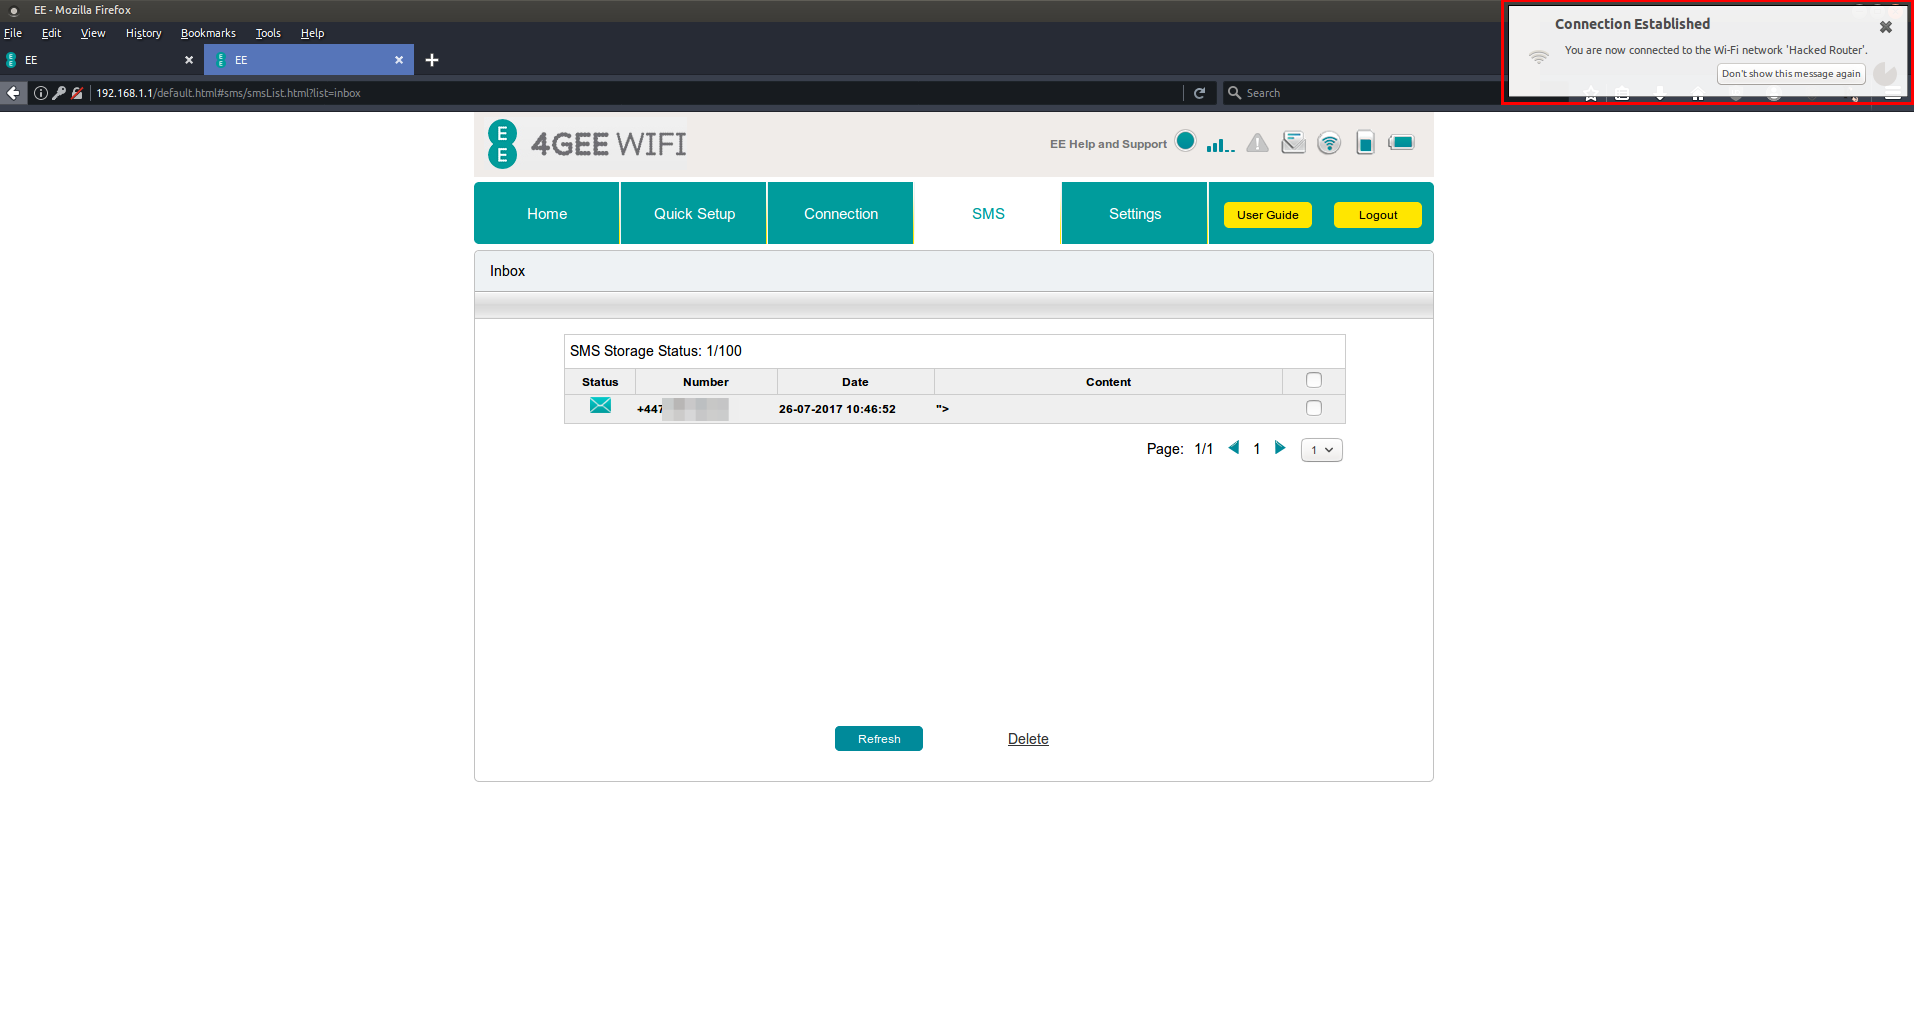 EE - Mozilla Firefox
File Edit View History Bookmarks Tools Help
EE
EE
192.168.1.1/default.html#sms/smsList.html?list=inbox
Search
Connection Established
You are now connected to the Wi-Fi network 'Hacked Router'.
Don't show this message again
E
E
4GEE WIFI
EE Help and Support
Home
Quick Setup
Connection
SMS
Settings
User Guide
Logout
Inbox
SMS Storage Status: 1/100
Status Number Date Content
+447 26-07-2017 10:46:52 ">
Page: 1/1 1 1
Refresh
Delete